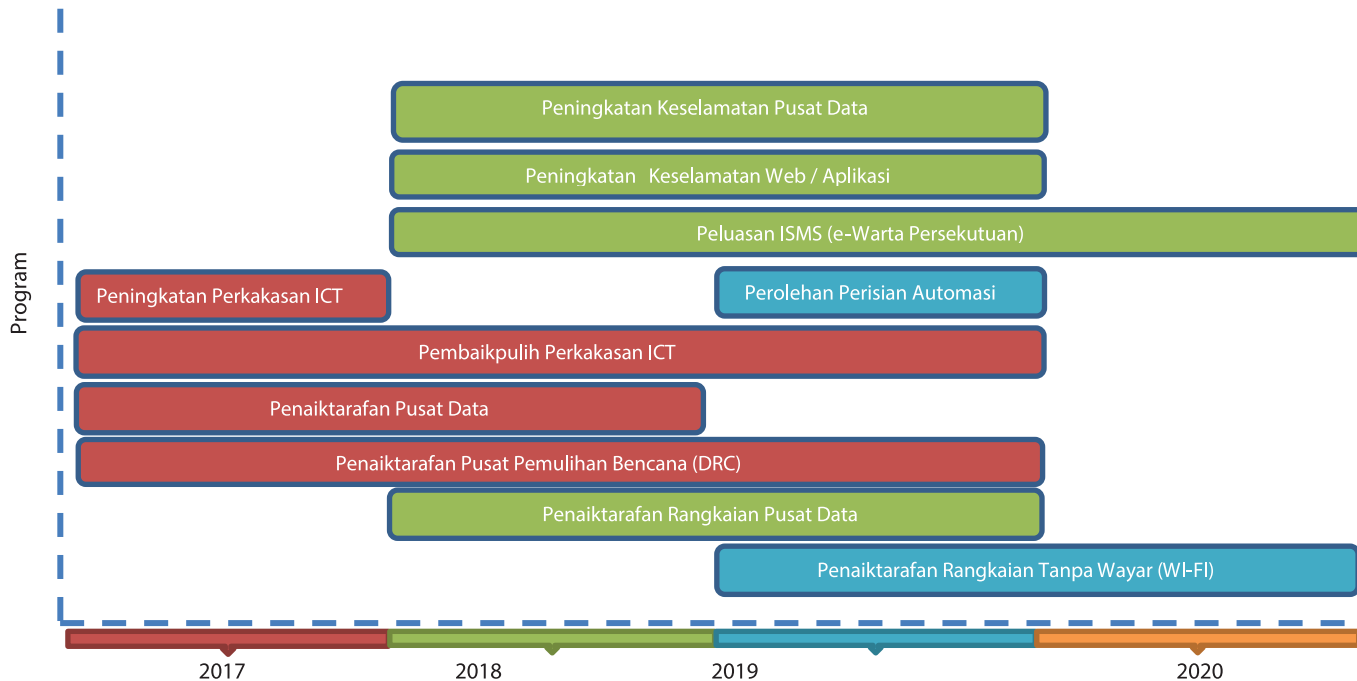 Program
Peningkatan Keselamatan Pusat Data
Peningkatan Keselamatan Web / Aplikasi
Peluasan ISMS (e-Warta Persekutuan)
Peningkatan Perkakasan ICT
Perolehan Perisian Automasi
Pembaikpulih Perkakasan ICT
Penaiktarafan Pusat Data
Penaiktarafan Pusat Pemulihan Bencana (DRC)
Penaiktarafan Rangkaian Pusat Data
Penaiktarafan Rangkaian Tanpa Wayar (WI-FI)
2017 2018 2019 2020